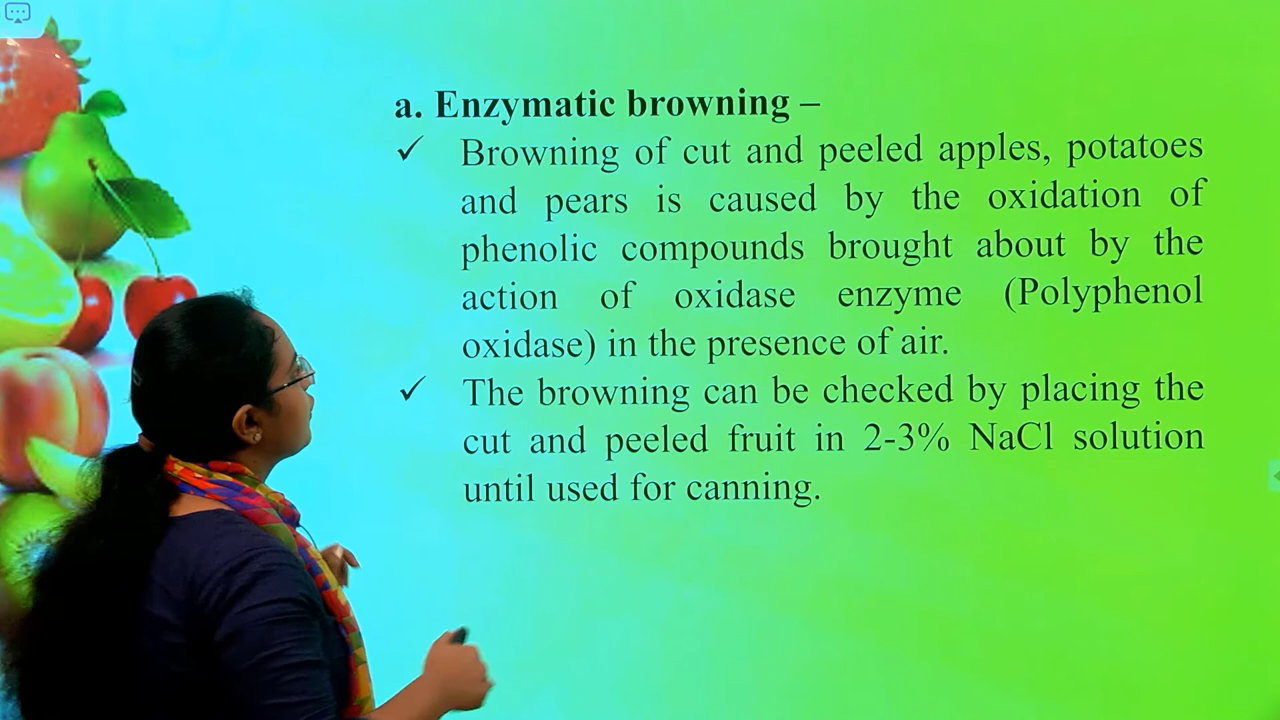 a. Enzymatic browning –
✓ Browning of cut and peeled apples, potatoes
and pears is caused by the oxidation of
phenolic compounds brought about by the
action of oxidase enzyme (Polyphenol
oxidase) in the presence of air.
✓ The browning can be checked by placing the
cut and peeled fruit in 2-3% NaCl solution
until used for canning.